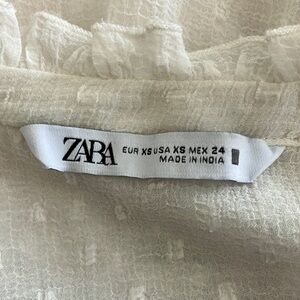 ZARA
EUR XS USA XS MEX 24
MADE IN INDIA